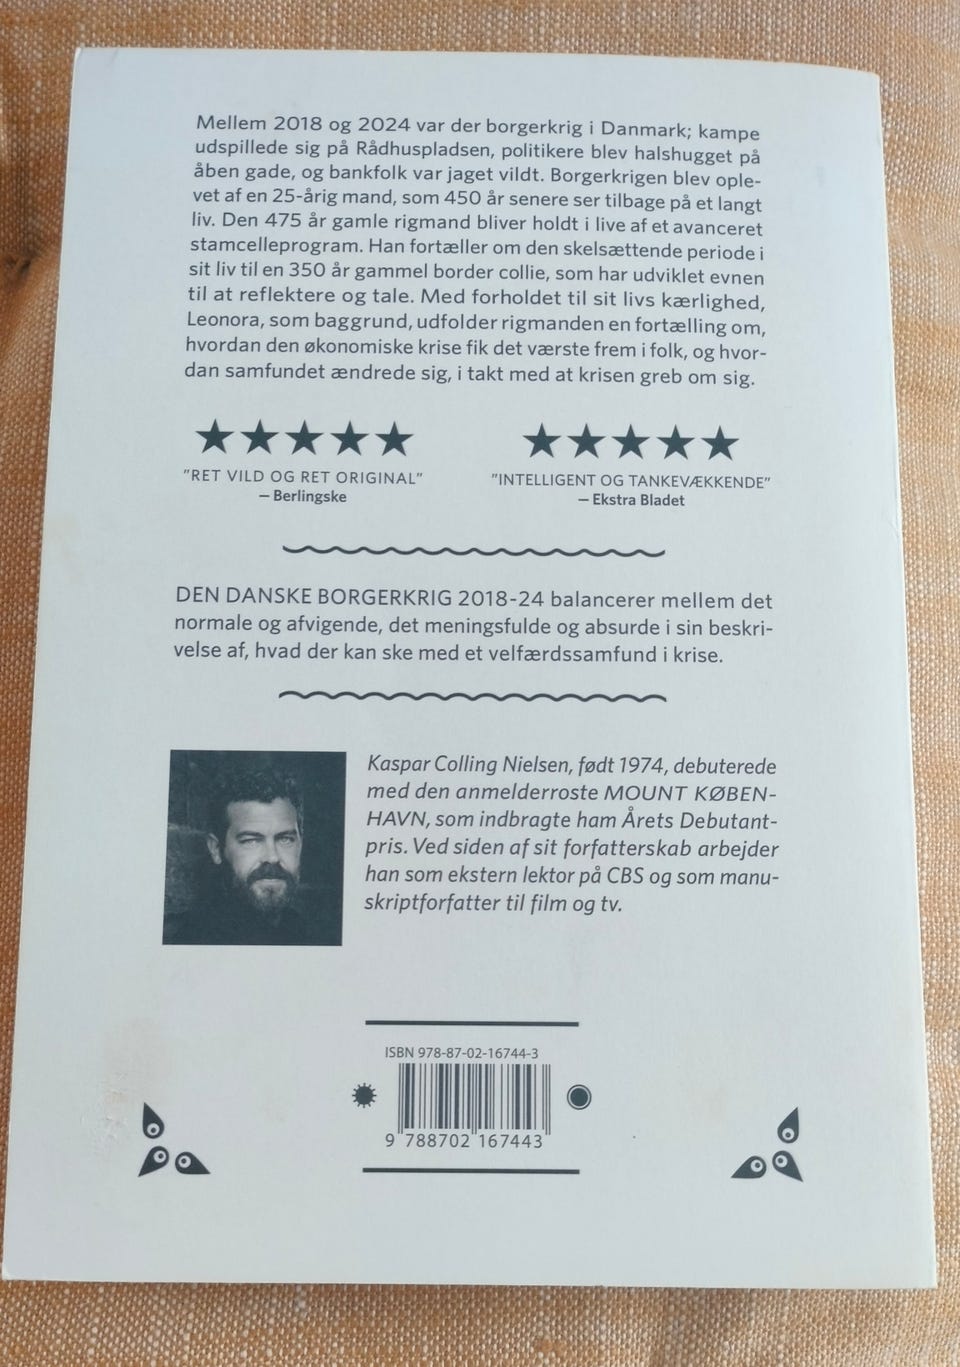 Mellem 2018 og 2024 var der borgerkrig i Danmark; kampe
udspillede sig på Rådhuspladsen, politikere blev halshugget på
åben gade, og bankfolk var jaget vildt. Borgerkrigen blev ople-
vet af en 25-årig mand, som 450 år senere ser tilbage på et langt
liv. Den 475 år gamle rigmand bliver holdt i live af et avanceret
stamcelleprogram. Han fortæller om den skelsættende periode i
sit liv til en 350 år gammel border collie, som har udviklet evnen
til at reflektere og tale. Med forholdet til sit livs kærlighed,
Leonora, som baggrund, udfolder rigmanden en fortælling om,
hvordan den økonomiske krise fik det værste frem i folk, og hvor-
dan samfundet ændrede sig, i takt med at krisen greb om sig.
"RET VILD OG RET ORIGINAL"
– Berlingske
"INTELLIGENT OG TANKEVÆKKENDE"
– Ekstra Bladet
DEN DANSKE BORGERKRIG 2018-24 balancerer mellem det
normale og afvigende, det meningsfulde og absurde i sin beskri-
velse af, hvad der kan ske med et velfærdssamfund i krise.
Kaspar Colling Nielsen, født 1974, debuterede
med den anmelderroste MOUNT KØBEN-
HAVN, som indbragte ham Årets Debutant-
pris. Ved siden af sit forfatterskab arbejder
han som ekstern lektor på CBS og som manu-
skriptforfatter til film og tv.
ISBN 978-87-02-16744-3
9 788702 167443